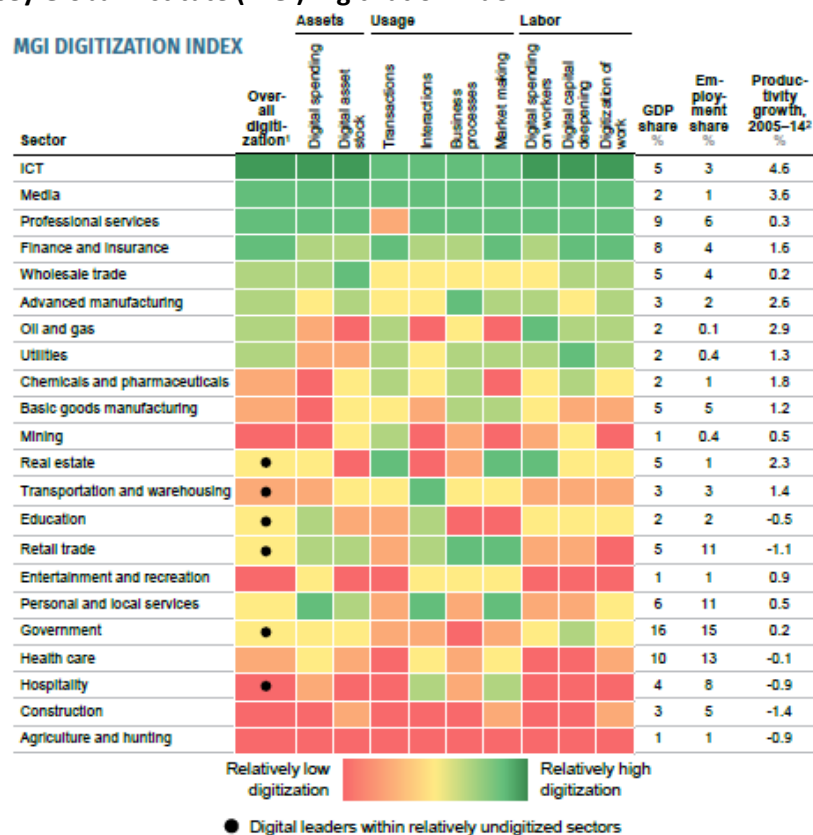 MGI DIGITIZATION INDEX
Assets Usage Labor
Sector
Over-
all
digiti-
zation¹
Digital spending
Digital asset
stock
Transactions
Interactions
Business
processes
Market making
Digital spending
on workers
Digital capital
deepening
Digitization of
work
GDP
share
%
Em-
ploy-
ment
share
%
Produc-
tivity
growth,
2005–14²
%
ICT 5 3 4.6
Media 2 1 3.6
Professional services 9 6 0.3
Finance and insurance 8 4 1.6
Wholesale trade 5 4 0.2
Advanced manufacturing 3 2 2.6
Oil and gas 2 0.1 2.9
Utilities 2 0.4 1.3
Chemicals and pharmaceuticals 2 1 1.8
Basic goods manufacturing 5 5 1.2
Mining 1 0.4 0.5
Real estate 5 1 2.3
Transportation and warehousing 3 3 1.4
Education 2 2 -0.5
Retail trade 5 11 -1.1
Entertainment and recreation 1 1 0.9
Personal and local services 6 11 0.5
Government 16 15 0.2
Health care 10 13 -0.1
Hospitality 4 8 -0.9
Construction 3 5 -1.4
Agriculture and hunting 1 1 -0.9
Relatively low
digitization
Relatively high
digitization
● Digital leaders within relatively undigitized sectors